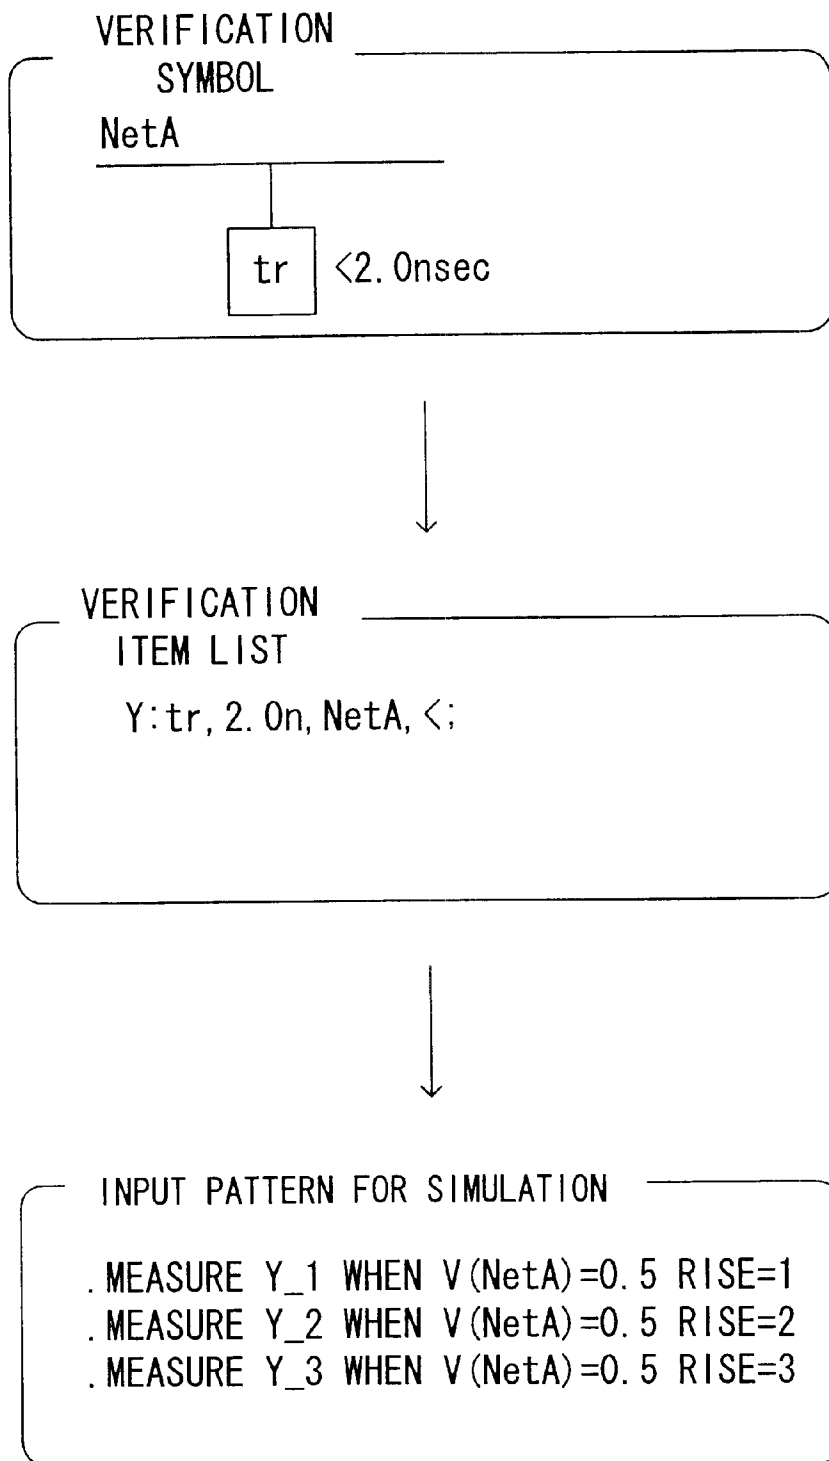 VERIFICATION
SYMBOL
NetA
tr <2.0nsec
VERIFICATION
ITEM LIST
Y:tr, 2.0n, NetA, <;
INPUT PATTERN FOR SIMULATION
.MEASURE Y_1 WHEN V(NetA)=0.5 RISE=1
.MEASURE Y_2 WHEN V(NetA)=0.5 RISE=2
.MEASURE Y_3 WHEN V(NetA)=0.5 RISE=3